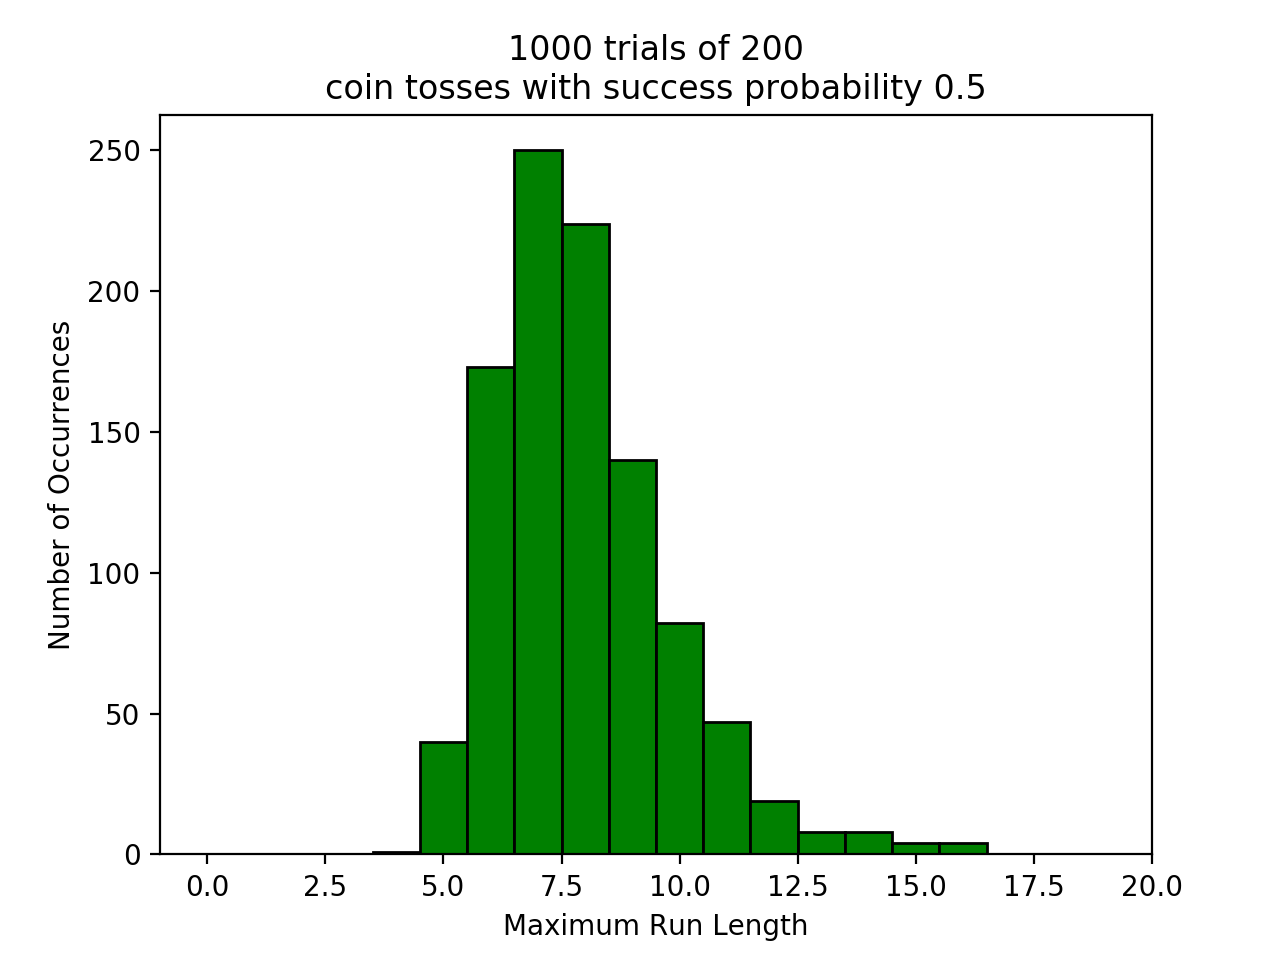 1000 trials of 200
coin tosses with success probability 0.5
250
200
150
100
50
0
Number of Occurrences
0.0 2.5 5.0 7.5 10.0 12.5 15.0 17.5 20.0
Maximum Run Length